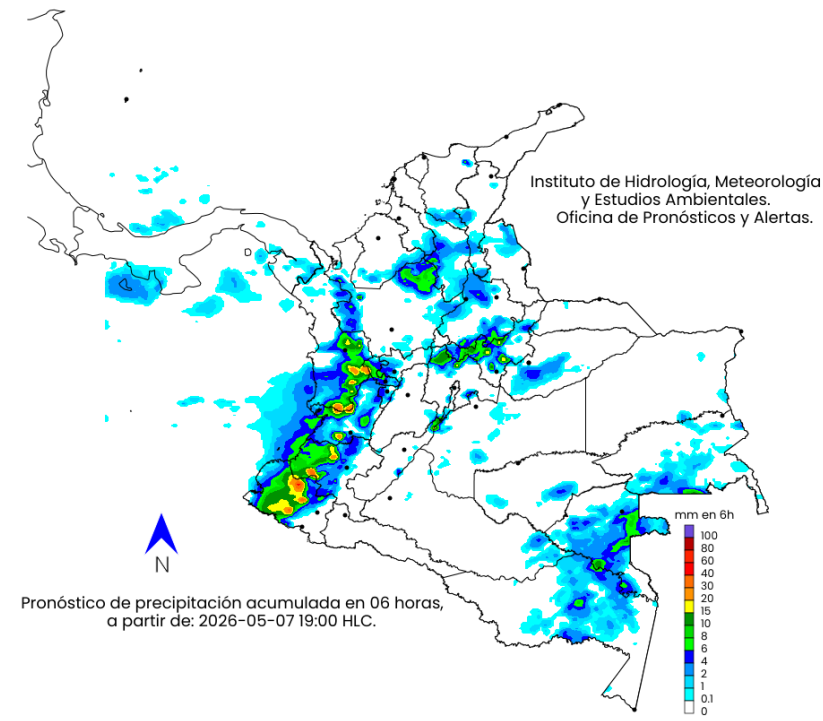 Instituto de Hidrología, Meteorología
y Estudios Ambientales.
Oficina de Pronósticos y Alertas.
mm en 6h
100
80
60
40
30
20
15
10
8
6
4
2
1
0.1
0
N
Pronóstico de precipitación acumulada en 06 horas,
a partir de: 2026-05-07 19:00 HLC.